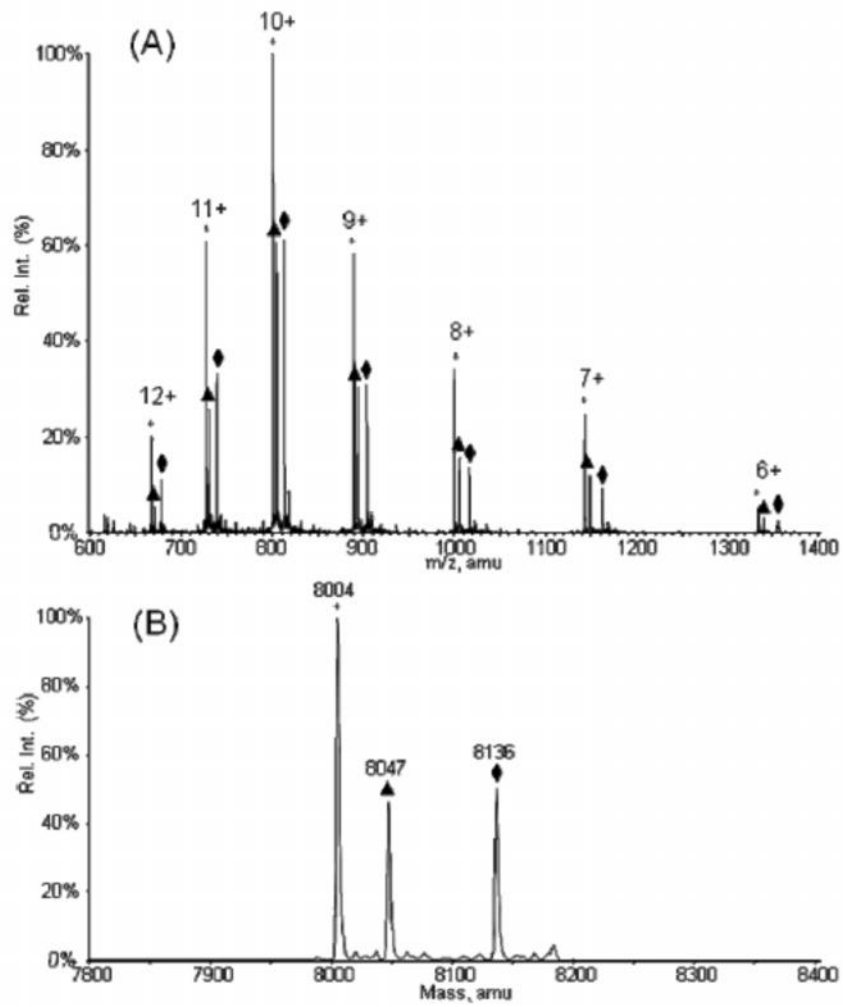 (A)
10+
100%
80%
11+
9+
60%
Rel. Int. (%)
40%
8+
12+
7+
20%
6+
0%
600 700 800 900 1000 1100 1200 1300 1400
m/z, amu
(B)
8004
100%
80%
8136
8047
60%
Rel. Int. (%)
40%
20%
0%
7800 7900 8000 8100 8200 8300 8400
Mass, amu